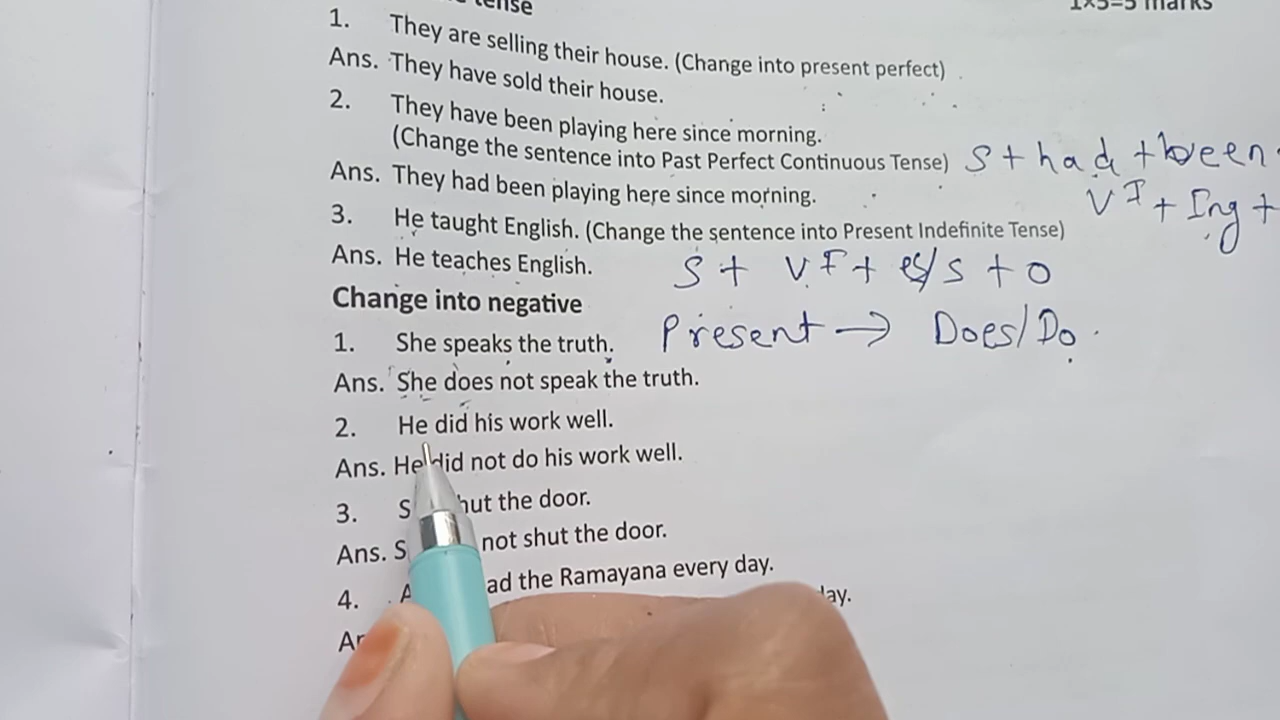 tense
1×5=5 marks
1. They are selling their house. (Change into present perfect)
Ans. They have sold their house.
2. They have been playing here since morning.
(Change the sentence into Past Perfect Continuous Tense) S + had + been
Ans. They had been playing here since morning. V I + Ing +
3. He taught English. (Change the sentence into Present Indefinite Tense)
Ans. He teaches English. S + V I + es/s + o
Change into negative
1. She speaks the truth. Present → Does/Do
Ans. She does not speak the truth.
2. He did his work well.
Ans. He did not do his work well.
3. the door.
Ans. not shut the door.
4. the Ramayana every day.